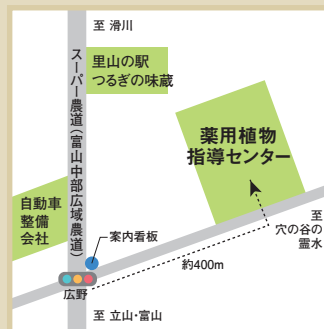 至 滑川
里山の駅
つるぎの味蔵
スーパー農道(富山中部広域農道)
薬用植物
指導センター
自動車
整備
会社
案内看板
至
穴の谷の
霊水
約400m
広野
至 立山・富山